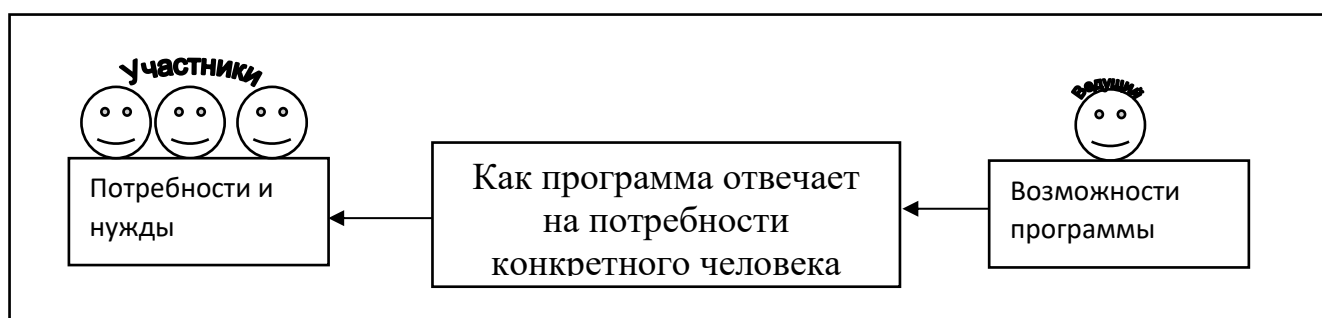 Участники
Ведущий
Потребности и
нужды
Как программа отвечает
на потребности
конкретного человека
Возможности
программы